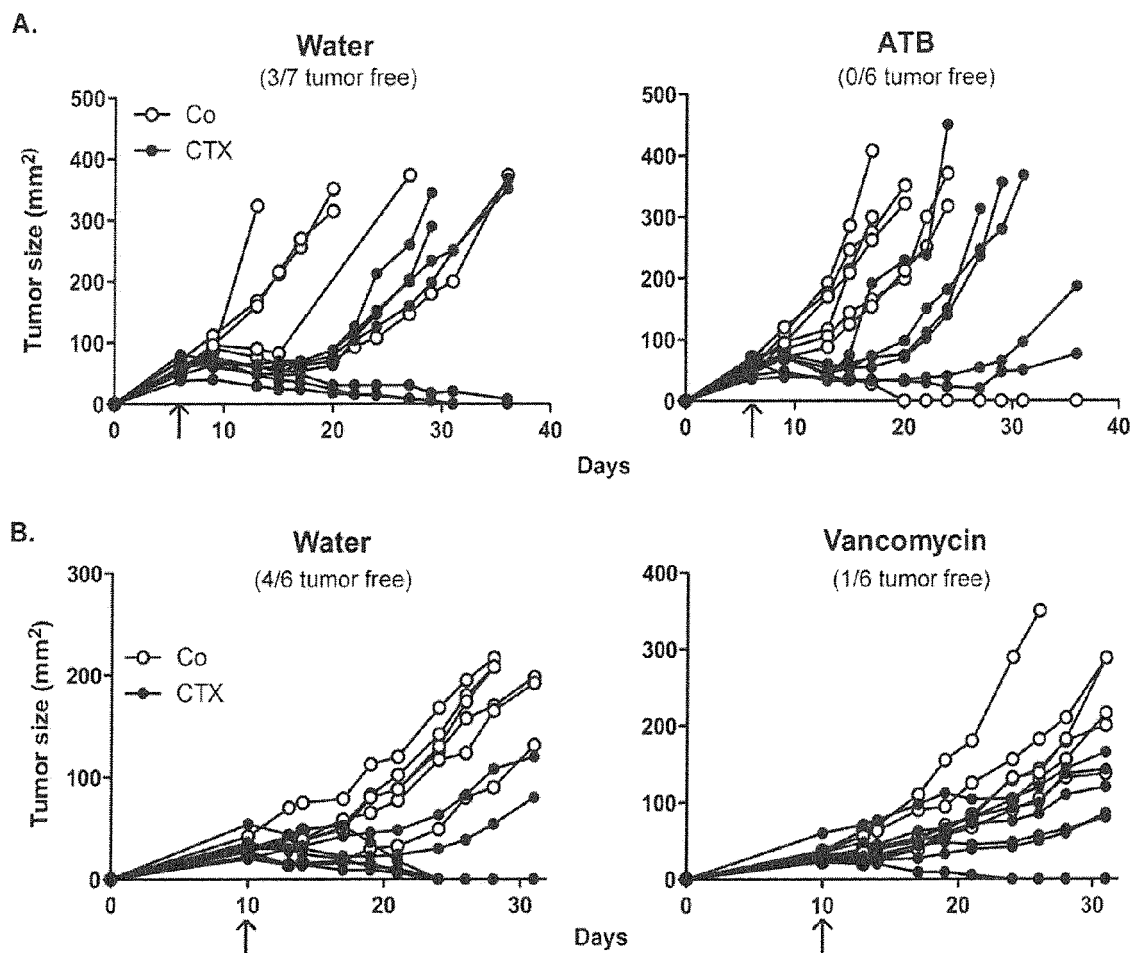 A.
Water
(3/7 tumor free)
ATB
(0/6 tumor free)
Tumor size (mm²)
500
400
300
200
100
0
Co
CTX
0 10 20 30 40
500
400
300
200
100
0
0 10 20 30 40
Days
B.
Water
(4/6 tumor free)
Vancomycin
(1/6 tumor free)
Tumor size (mm²)
300
200
100
0
Co
CTX
0 10 20 30
400
300
200
100
0
0 10 20 30
Days